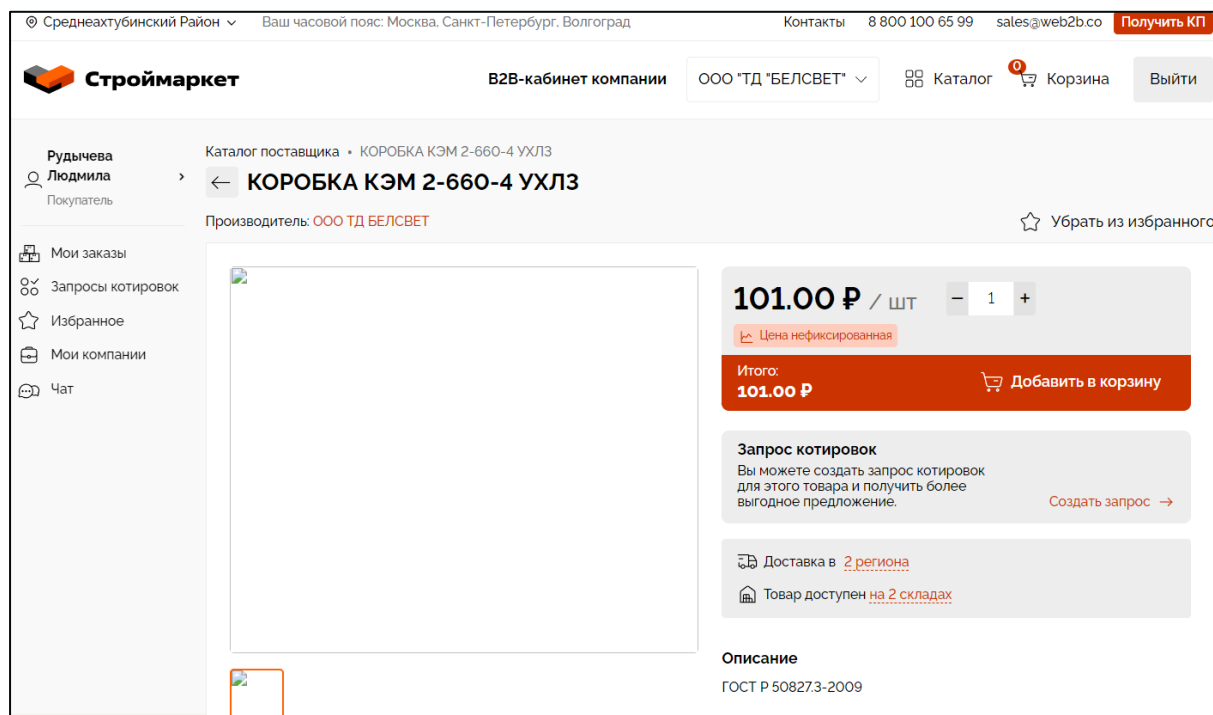 Среднеахтубинский Район
Ваш часовой пояс: Москва, Санкт-Петербург, Волгоград
Контакты
8 800 100 65 99
sales@web2b.co
Получить КП
Строймаркет
B2B-кабинет компании
ООО "ТД "БЕЛСВЕТ"
Каталог
0
Корзина
Выйти
Рудычева
Людмила
Покупатель
Мои заказы
Запросы котировок
Избранное
Мои компании
Чат
Каталог поставщика • КОРОБКА КЭМ 2-660-4 УХЛ3
КОРОБКА КЭМ 2-660-4 УХЛ3
Производитель: ООО ТД БЕЛСВЕТ
Убрать из избранного
101.00 ₽ / шт
− 1 +
Цена нефиксированная
Итого:
101.00 ₽
Добавить в корзину
Запрос котировок
Вы можете создать запрос котировок
для этого товара и получить более
выгодное предложение.
Создать запрос →
Доставка в 2 региона
Товар доступен на 2 складах
Описание
ГОСТ Р 50827.3-2009